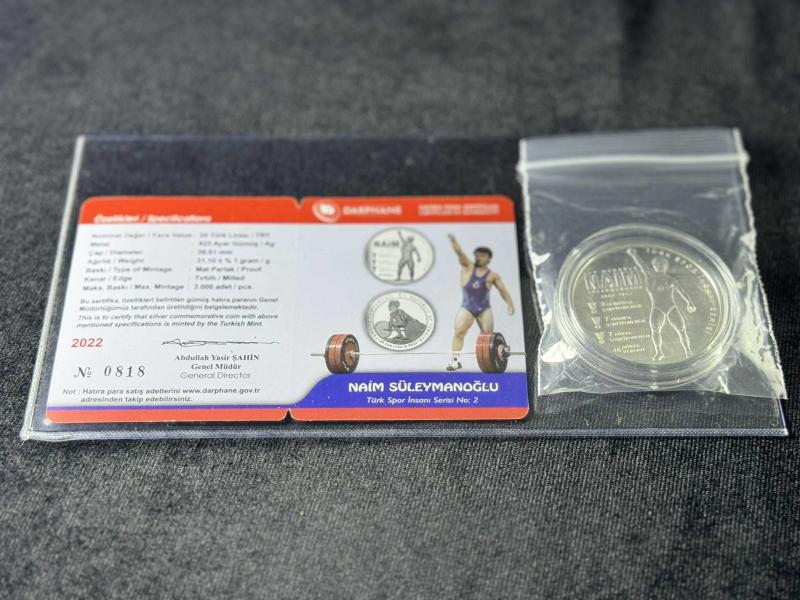 Özellikleri / Specifications
Nominal Değer / Face Value : 20 Türk Lirası / TRY
Metal : 925 Ayar Gümüş / Ag
Çap / Diameter : 38,61 mm
Ağırlık / Weight : 31,10 ± % 1 gram / g
Baskı / Type of Mintage : Mat Parlak / Proof
Kenar / Edge : Tırtıllı / Milled
Maks. Baskı / Max. Mintage : 3.000 adet / pcs.
Bu sertifika, özellikleri belirtilen gümüş hatıra paranın Genel
Müdürlüğümüz tarafından üretildiğini belgelemektedir.
This is to certify that silver commemorative coin with above
mentioned specifications is minted by the Turkish Mint.
2022
№ 0818
Abdullah Yasir ŞAHİN
Genel Müdür
General Director
Not : Hatıra para satış adetlerini www.darphane.gov.tr
adresinden takip edebilirsiniz.
DARPHANE
HATIRA PARA SERTİFİKASI
NAİM
NAİM SÜLEYMANOĞLU
Türk Spor İnsanı Serisi No: 2
NAİM